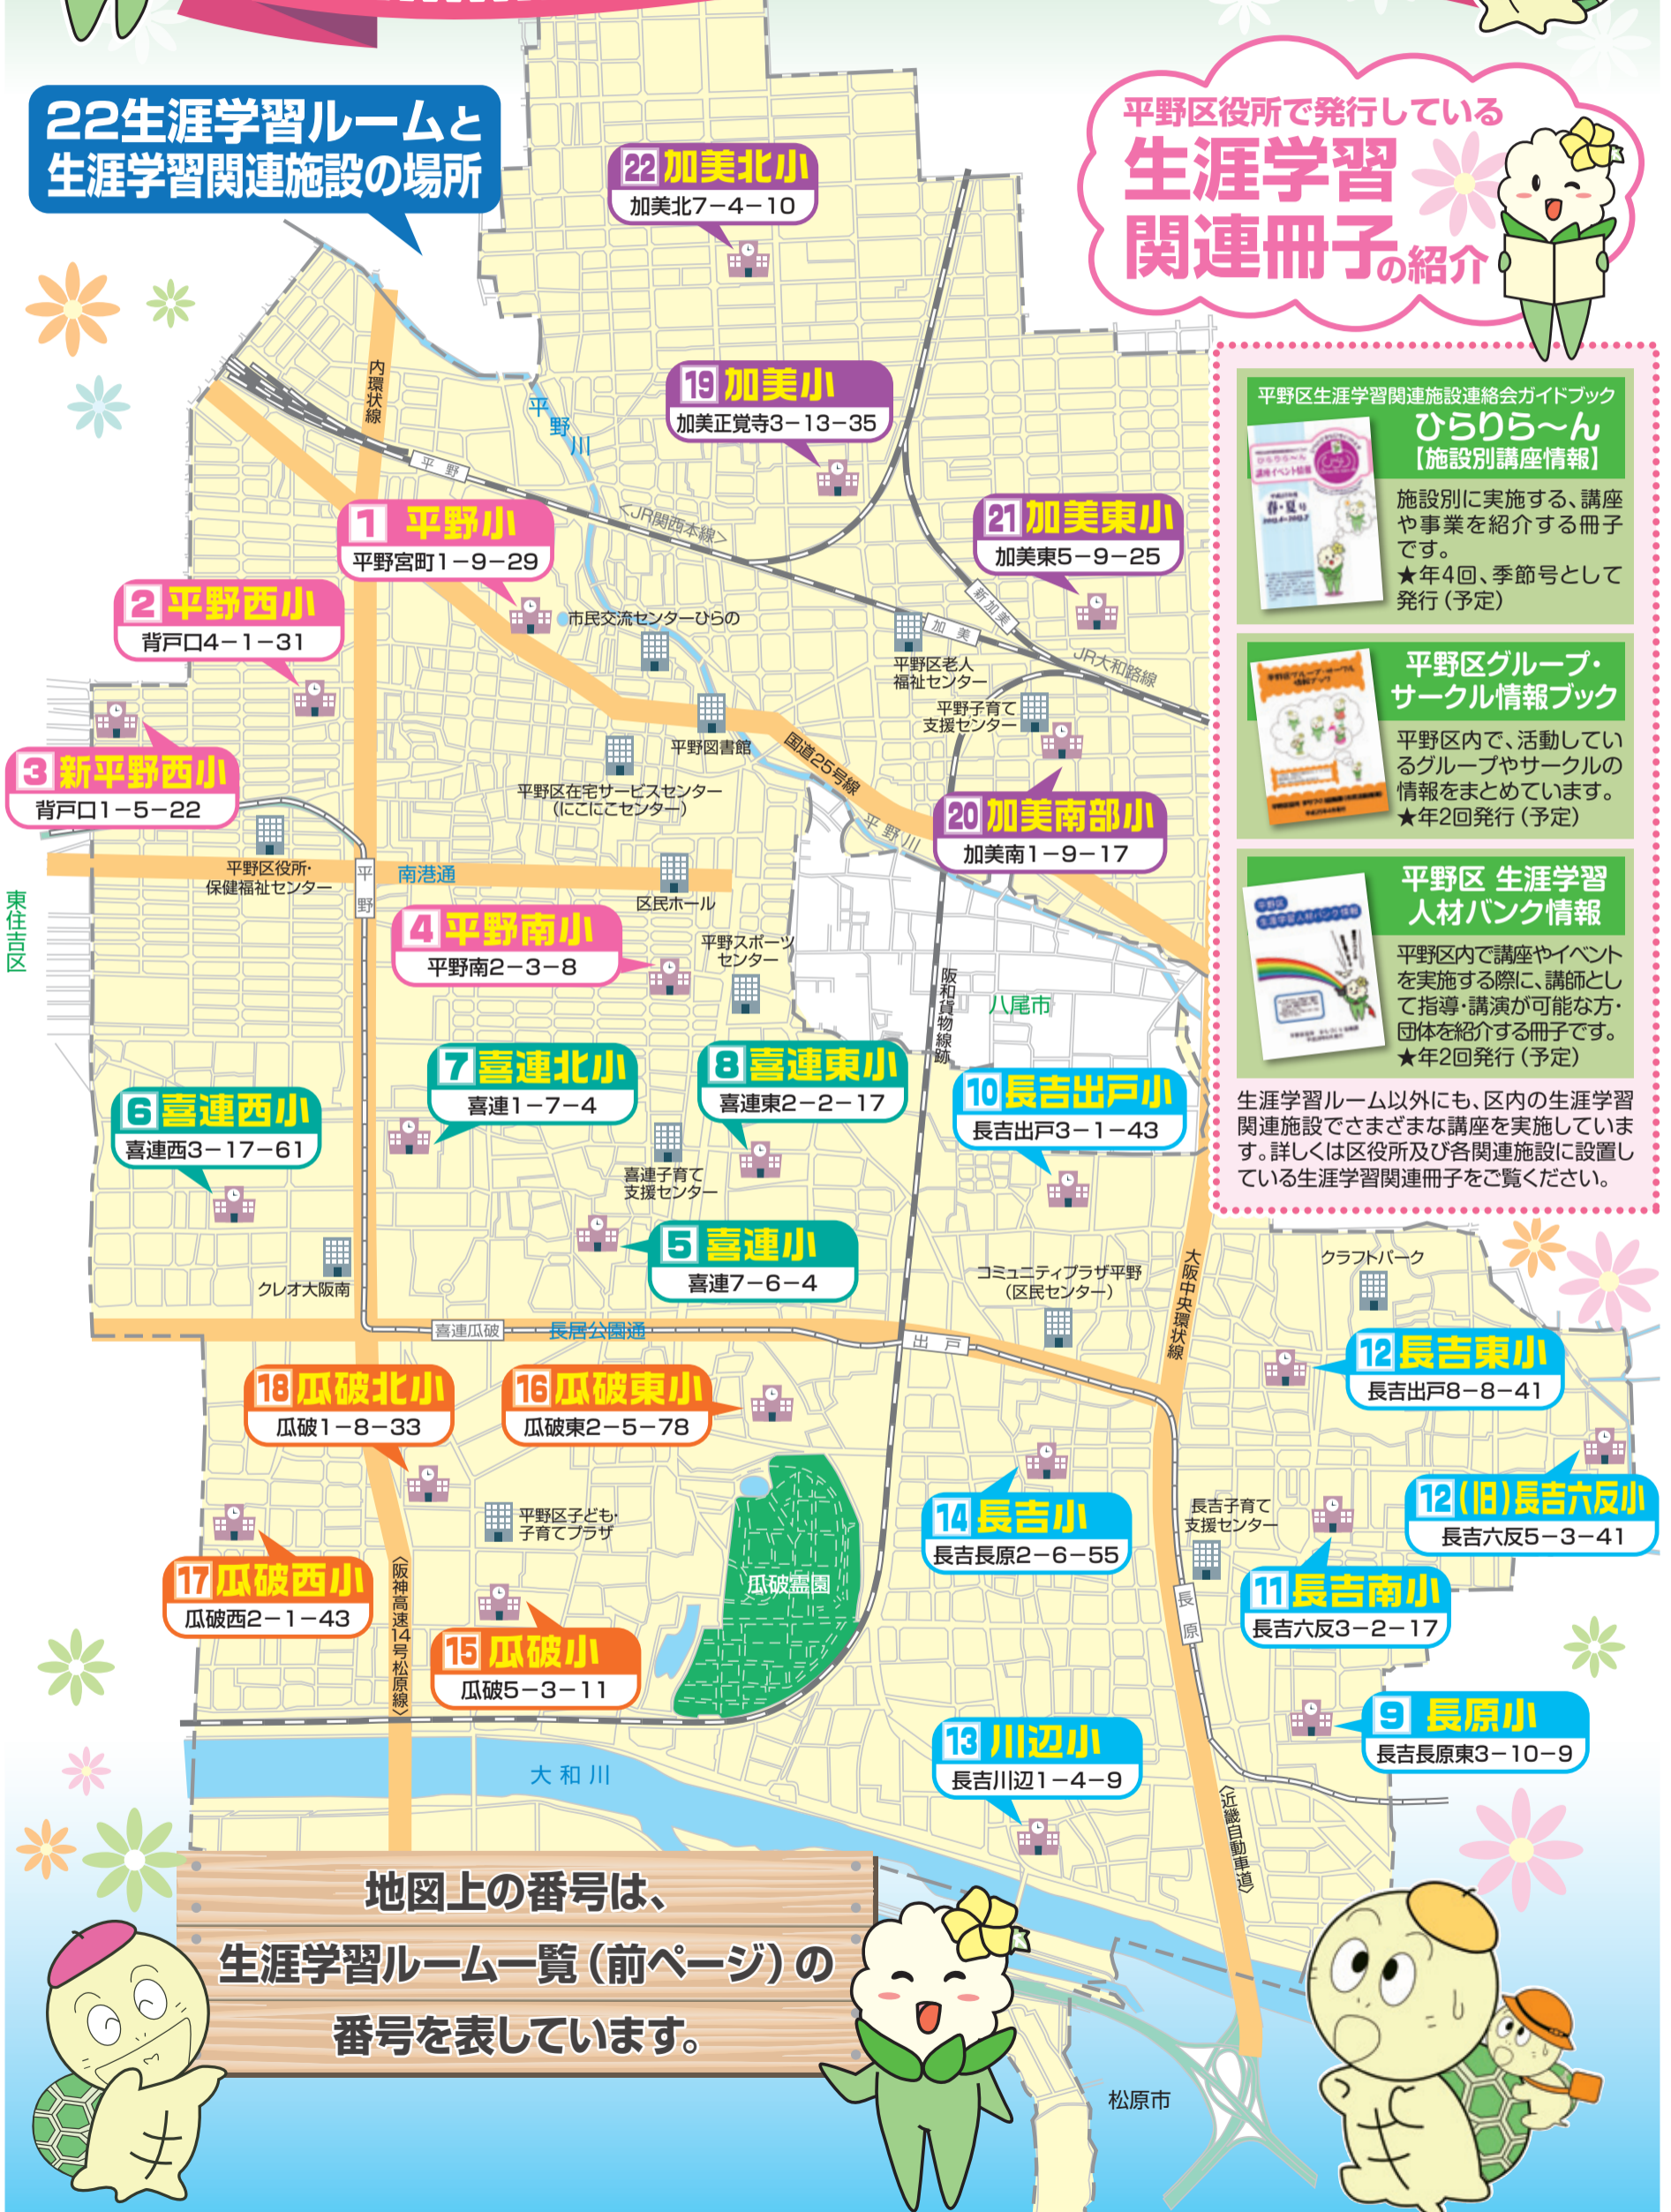 22生涯学習ルームと
生涯学習関連施設の場所
平野区役所で発行している
生涯学習
関連冊子の紹介
平野区生涯学習関連施設連絡会ガイドブック
ひらりら〜ん
【施設別講座情報】
施設別に実施する、講座
や事業を紹介する冊子
です。
★年4回、季節号として
発行（予定）
平野区グループ・
サークル情報ブック
平野区内で、活動してい
るグループやサークルの
情報をまとめています。
★年2回発行（予定）
平野区 生涯学習
人材バンク情報
平野区内で講座やイベント
を実施する際に、講師とし
て指導・講演が可能な方・
団体を紹介する冊子です。
★年2回発行（予定）
生涯学習ルーム以外にも、区内の生涯学習
関連施設でさまざまな講座を実施していま
す。詳しくは区役所及び各関連施設に設置し
ている生涯学習関連冊子をご覧ください。
22 加美北小
加美北7−4−10
19 加美小
加美正覚寺3−13−35
内環状線
平野川
平野
<JR関西本線>
1 平野小
平野宮町1−9−29
21 加美東小
加美東5−9−25
2 平野西小
背戸口4−1−31
市民交流センターひらの
新加美
加美
平野区老人
福祉センター
JR大和路線
平野子育て
支援センター
3 新平野西小
背戸口1−5−22
平野図書館
国道25号線
平野区在宅サービスセンター
（にこにこセンター）
平野川
20 加美南部小
加美南1−9−17
平野区役所・
保健福祉センター
平野
南港通
区民ホール
東住吉区
4 平野南小
平野南2−3−8
平野スポーツ
センター
阪和貨物線跡
八尾市
7 喜連北小
喜連1−7−4
8 喜連東小
喜連東2−2−17
10 長吉出戸小
長吉出戸3−1−43
6 喜連西小
喜連西3−17−61
喜連子育て
支援センター
5 喜連小
喜連7−6−4
クレオ大阪南
コミュニティプラザ平野
（区民センター）
大阪中央環状線
クラフトパーク
喜連瓜破
長居公園通
出戸
12 長吉東小
長吉出戸8−8−41
18 瓜破北小
瓜破1−8−33
16 瓜破東小
瓜破東2−5−78
12 (旧)長吉六反小
長吉六反5−3−41
14 長吉小
長吉長原2−6−55
長吉子育て
支援センター
平野区子ども・
子育てプラザ
17 瓜破西小
瓜破西2−1−43
瓜破霊園
11 長吉南小
長吉六反3−2−17
〈阪神高速14号松原線〉
長原
15 瓜破小
瓜破5−3−11
9 長原小
長吉長原東3−10−9
13 川辺小
長吉川辺1−4−9
大和川
〈近畿自動車道〉
地図上の番号は、
生涯学習ルーム一覧（前ページ）の
番号を表しています。
松原市